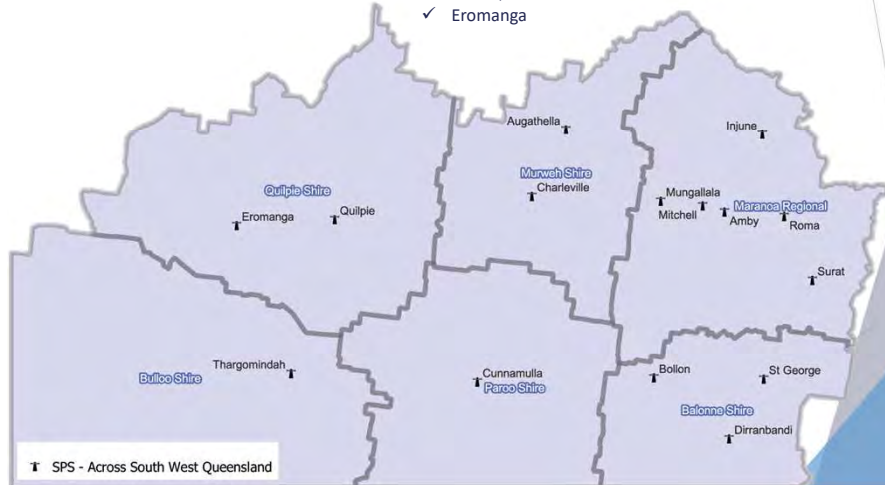 ✓ Eromanga
Augathella
Injune
Murweh Shire
Charleville
Quilpie Shire
Mungallala
Mitchell
Maranoa Regional
Amby
Roma
Eromanga
Quilpie
Surat
Thargomindah
Bulloo Shire
Cunnamulla
Paroo Shire
Bollon
St George
Balonne Shire
Dirranbandi
SPS - Across South West Queensland